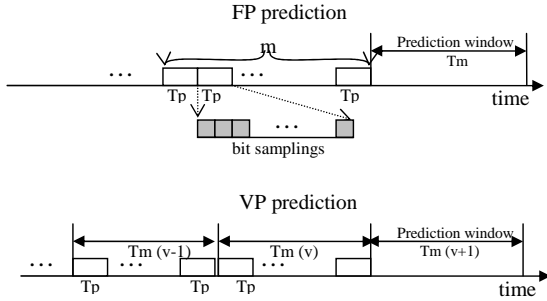 FP prediction
m
Prediction window
Tm
...
...
Tp Tp Tp
time
...
bit samplings
VP prediction
Prediction window
Tm (v-1) Tm (v) Tm (v+1)
... ... ...
Tp Tp Tp
time